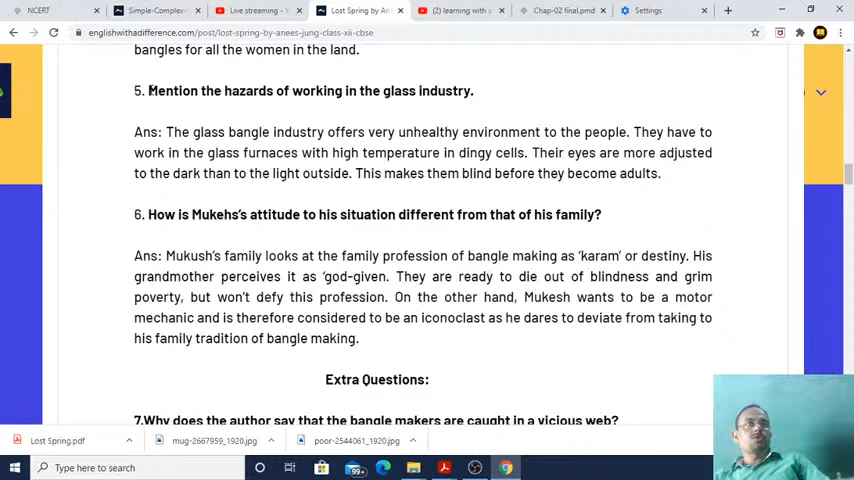 NCERT
Simple-Complex-
Live streaming - Y
Lost Spring by An
(2) learning with
Chap-02 final.pmd
Settings
englishwithadifference.com/post/lost-spring-by-anees-jung-class-xii-cbse
bangles for all the women in the land.
5. Mention the hazards of working in the glass industry.
Ans: The glass bangle industry offers very unhealthy environment to the people. They have to
work in the glass furnaces with high temperature in dingy cells. Their eyes are more adjusted
to the dark than to the light outside. This makes them blind before they become adults.
6. How is Mukehs's attitude to his situation different from that of his family?
Ans: Mukush's family looks at the family profession of bangle making as 'karam' or destiny. His
grandmother perceives it as 'god-given. They are ready to die out of blindness and grim
poverty, but won't defy this profession. On the other hand, Mukesh wants to be a motor
mechanic and is therefore considered to be an iconoclast as he dares to deviate from taking to
his family tradition of bangle making.
Extra Questions:
7.Why does the author say that the bangle makers are caught in a vicious web?
Lost Spring.pdf
mug-2667959_1920.jpg
poor-2544061_1920.jpg
Type here to search
99+